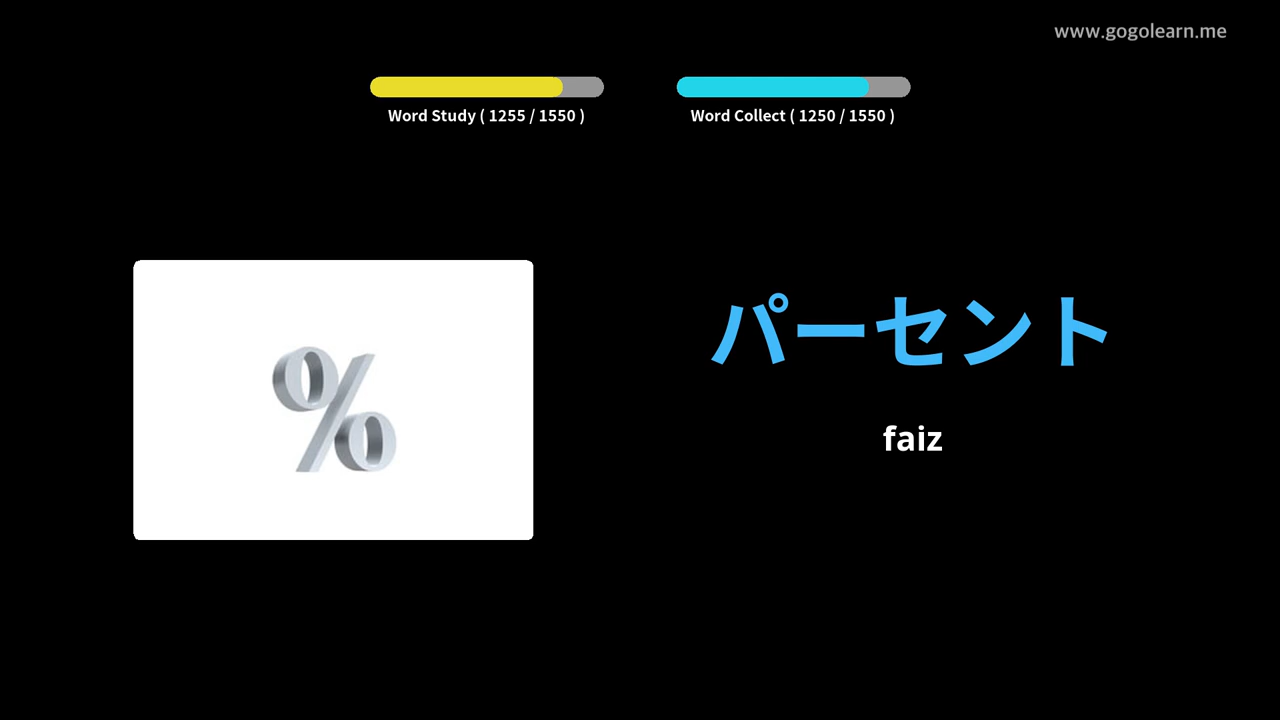 www.gogolearn.me
Word Study ( 1255 / 1550 )
Word Collect ( 1250 / 1550 )
%
パーセント
faiz